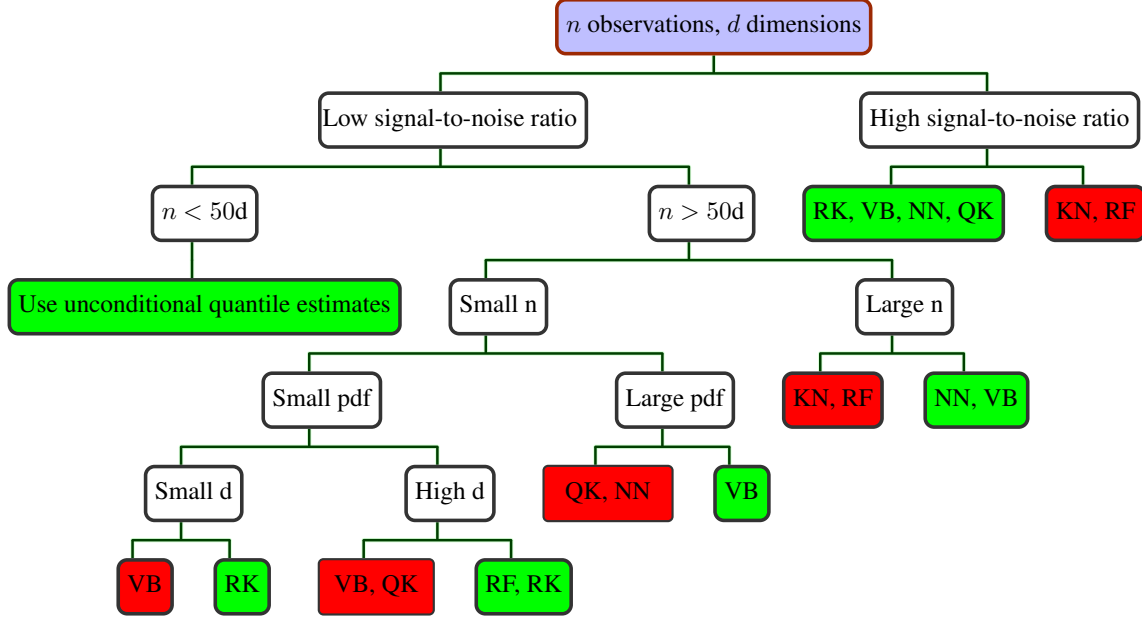 n observations, d dimensions
Low signal-to-noise ratio
High signal-to-noise ratio
n < 50d
n > 50d
RK, VB, NN, QK
KN, RF
Use unconditional quantile estimates
Small n
Large n
Small pdf
Large pdf
KN, RF
NN, VB
Small d
High d
QK, NN
VB
VB
RK
VB, QK
RF, RK